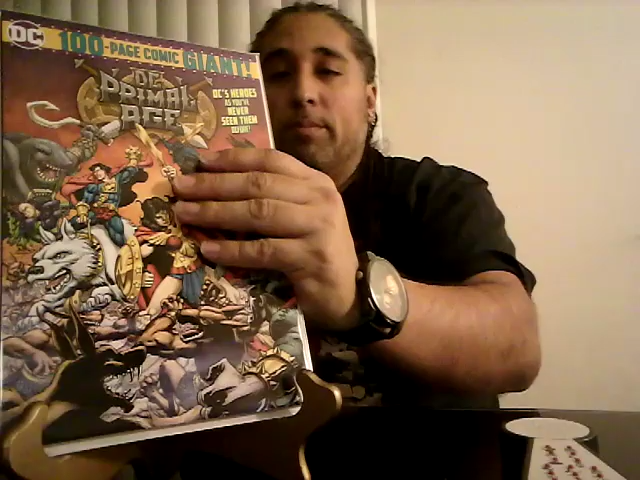 DC
100-PAGE COMIC GIANT!
DC
PRIMAL
AGE
DC'S HEROES
AS YOU'VE
NEVER
SEEN THEM
BEFORE!